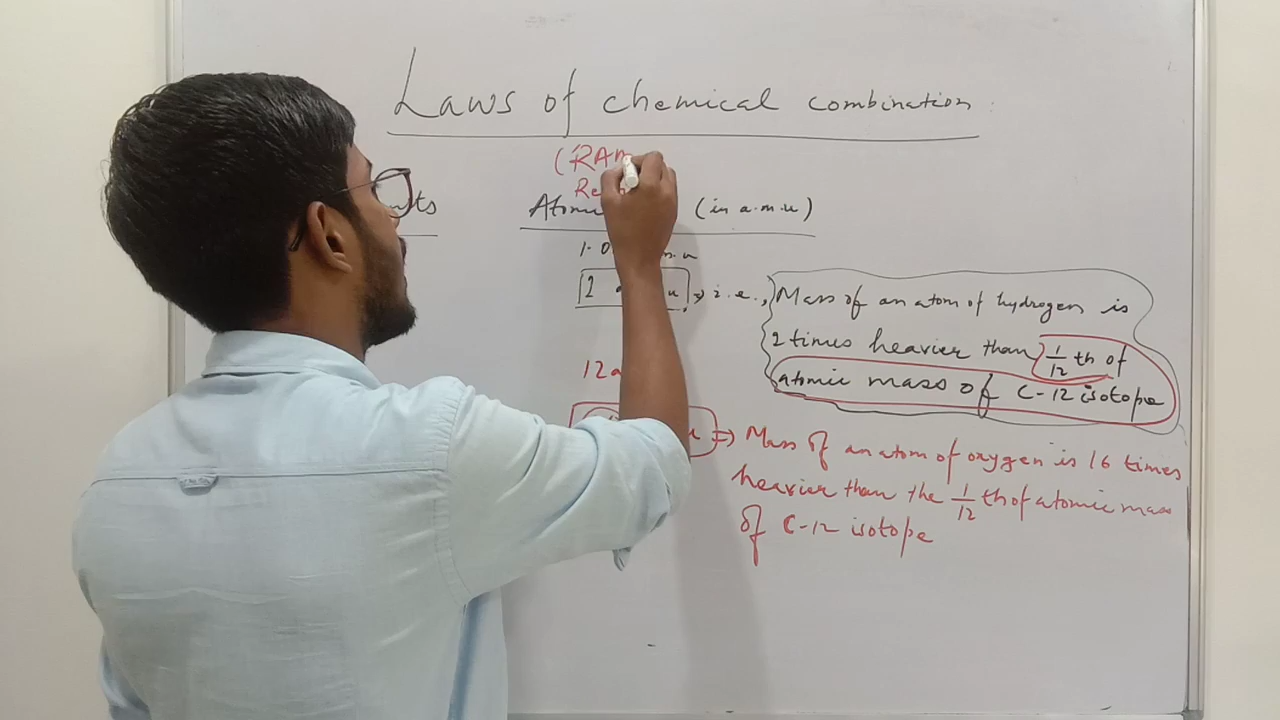 Laws of chemical combination
(RAM
Re
Atomic (in a.m.u)
1.0
2 u → i.e., Mass of an atom of hydrogen is
2 times heavier than 1/12 th of
atomic mass of C-12 isotope
12a
u ⇒ Mass of an atom of oxygen is 16 times
heavier than the 1/12 th of atomic mass
of C-12 isotope